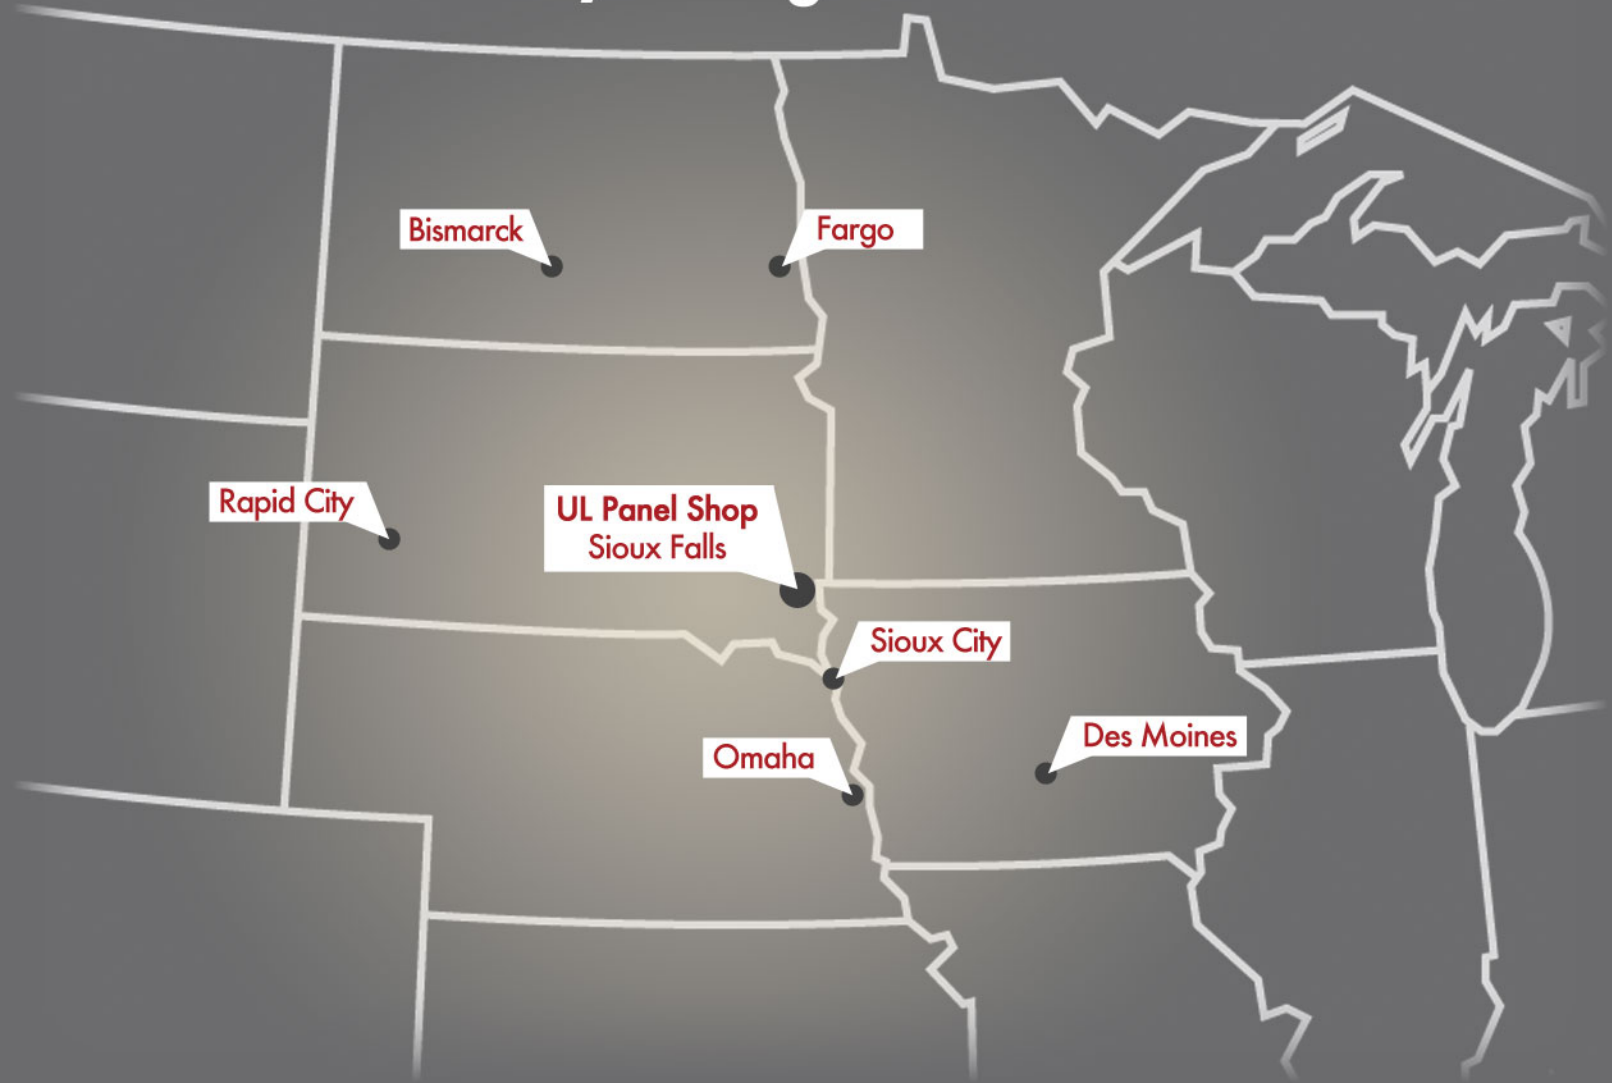 Bismarck
Fargo
Rapid City
UL Panel Shop
Sioux Falls
Sioux City
Des Moines
Omaha